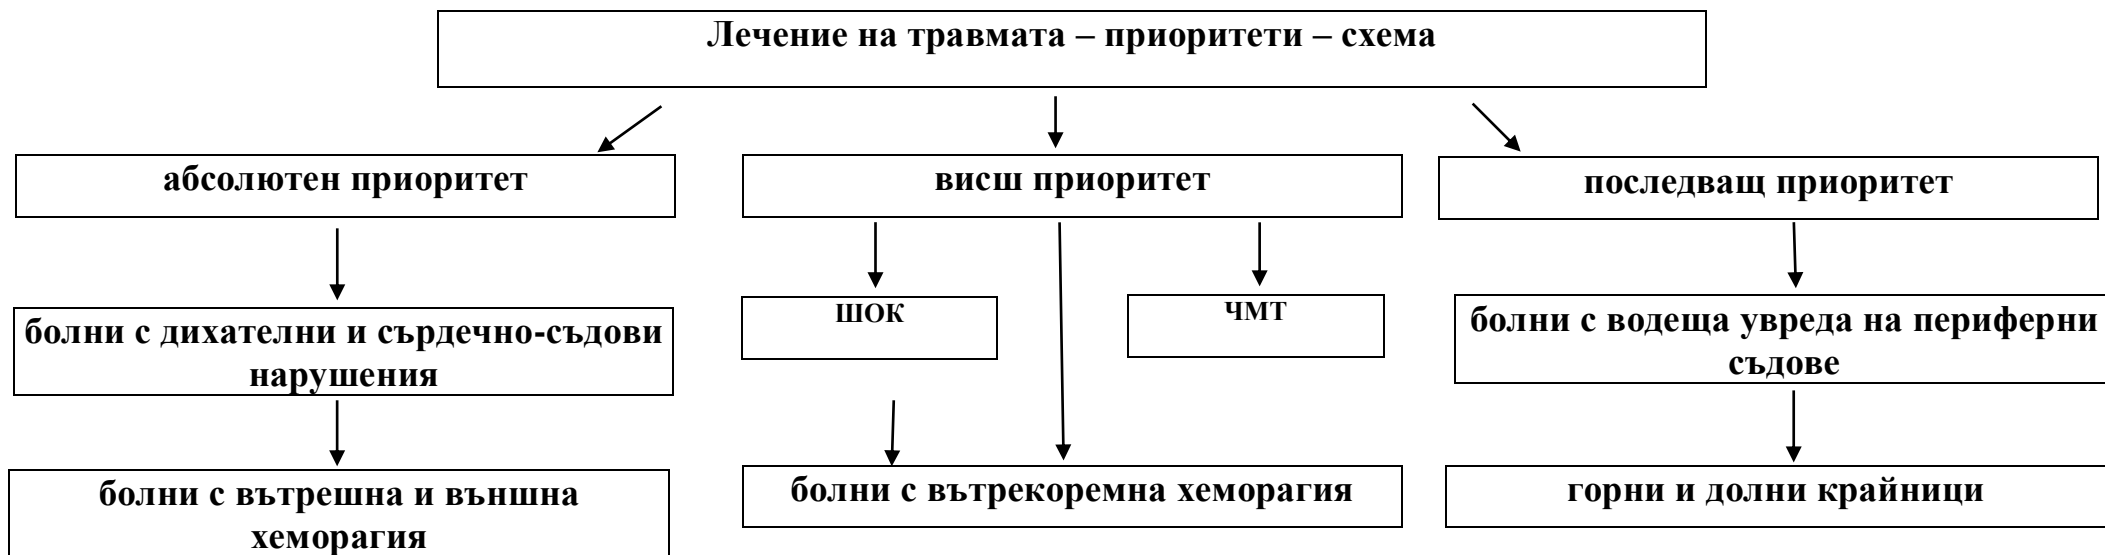 Лечение на травмата – приоритети – схема
абсолютен приоритет
висш приоритет
последващ приоритет
болни с дихателни и сърдечно-съдови
нарушения
ШОК
ЧМТ
болни с водеща увреда на периферни
съдове
болни с вътрешна и външна
хеморагия
болни с вътрекоремна хеморагия
горни и долни крайници